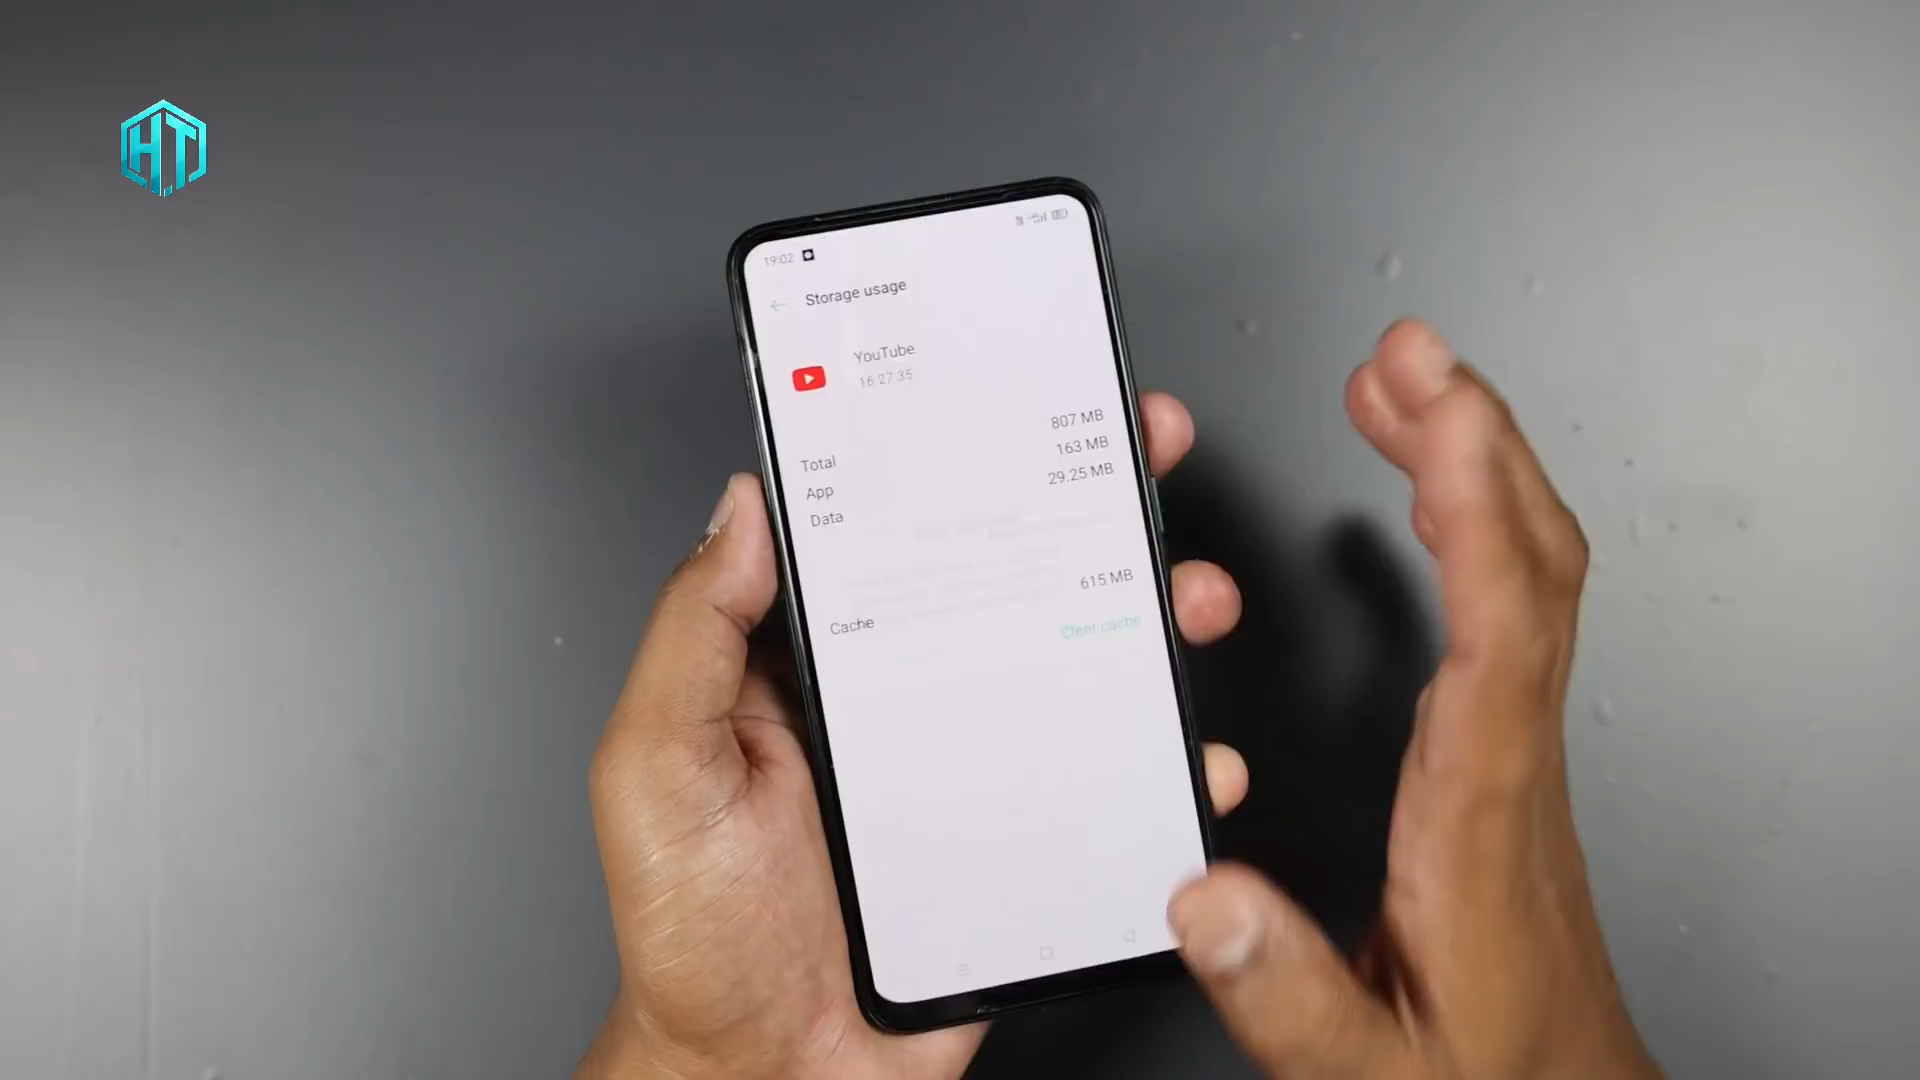 HT
19:02
Storage usage
YouTube
16.27.35
Total 807 MB
App 163 MB
Data 29.25 MB
Cache 615 MB
Clear cache